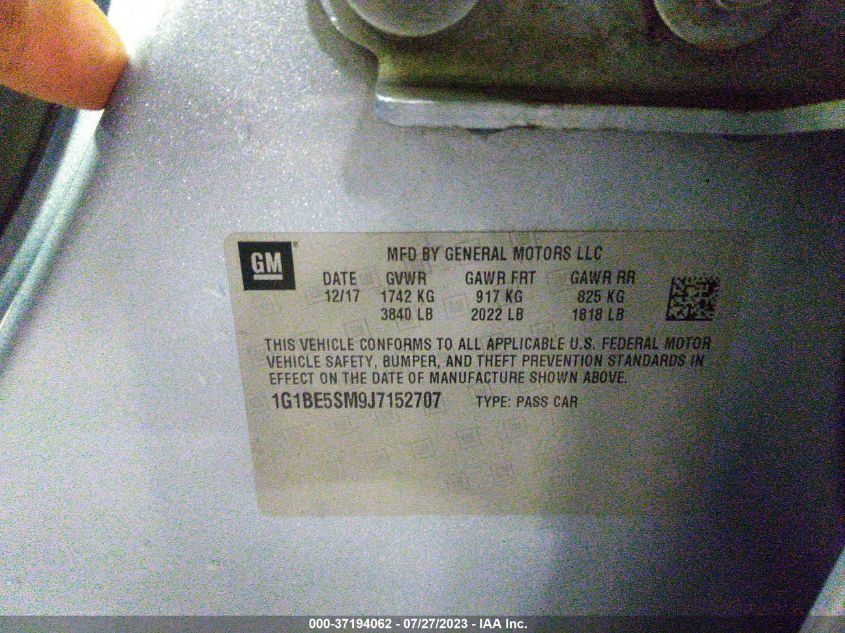 GM
MFD BY GENERAL MOTORS LLC
DATE GVWR GAWR FRT GAWR RR
12/17 1742 KG 917 KG 825 KG
3840 LB 2022 LB 1818 LB
THIS VEHICLE CONFORMS TO ALL APPLICABLE U.S. FEDERAL MOTOR
VEHICLE SAFETY, BUMPER, AND THEFT PREVENTION STANDARDS IN
EFFECT ON THE DATE OF MANUFACTURE SHOWN ABOVE.
1G1BE5SM9J7152707 TYPE: PASS CAR
000-37194062 - 07/27/2023 - IAA Inc.